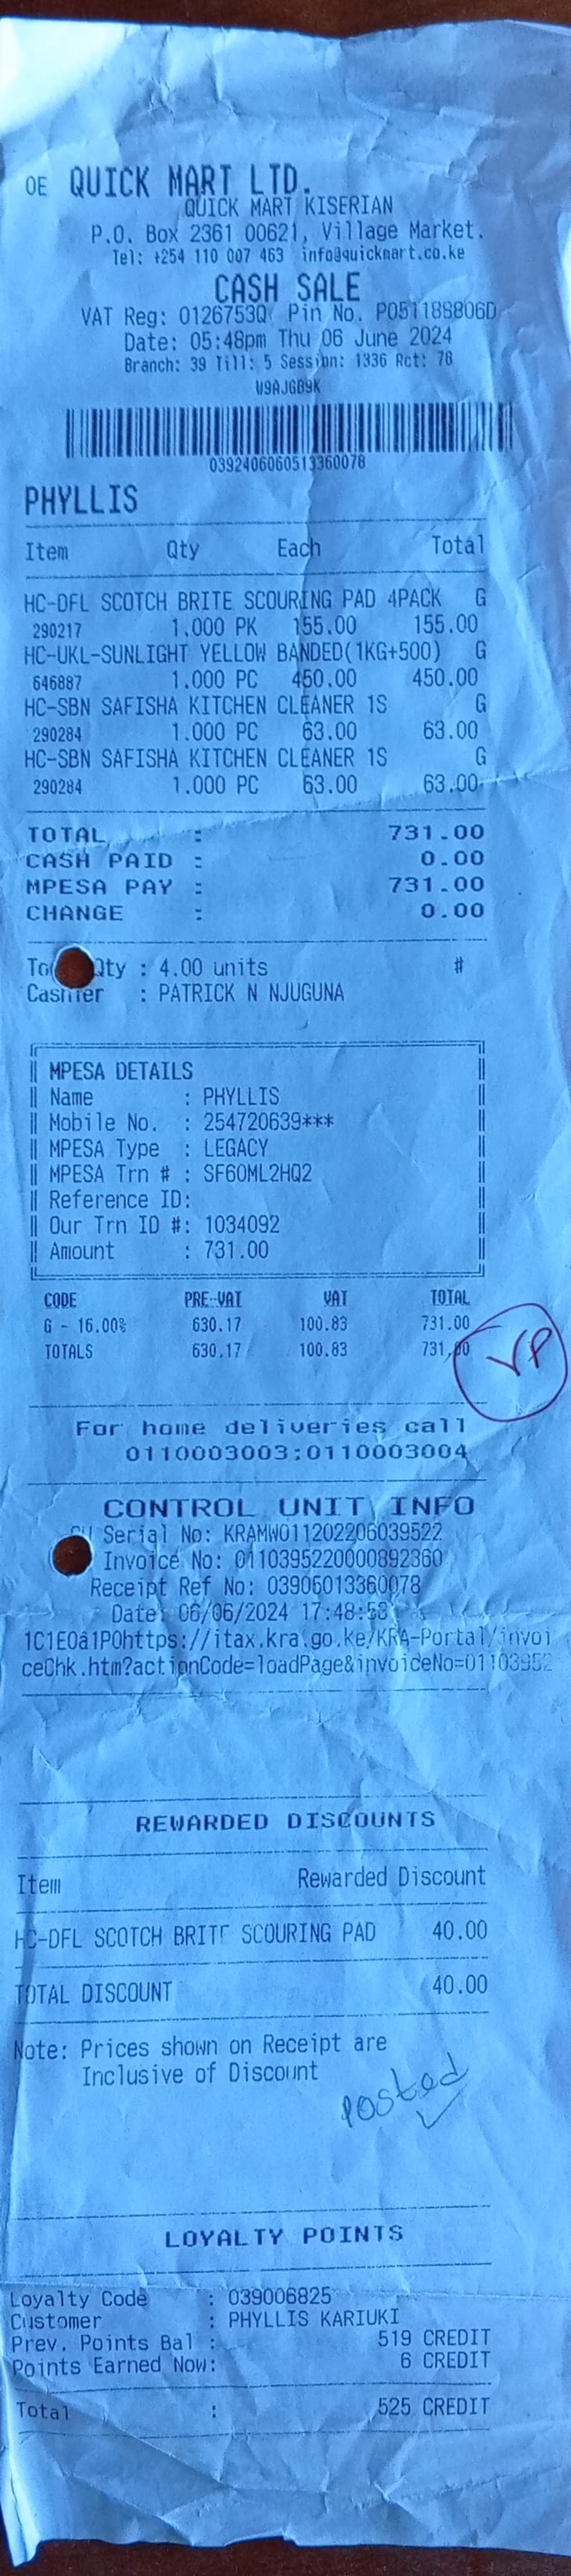 OE QUICK MART LTD.
QUICK MART KISERIAN
P.O. Box 2361 00621, Village Market.
Tel: +254 110 007 463 info@quickmart.co.ke
CASH SALE
VAT Reg: 0126753Q Pin No. P051188806D
Date: 05:48pm Thu 06 June 2024
Branch: 39 Till: 5 Session: 1336 Rct: 78
W9AJGB9K
0392406060513360078
PHYLLIS
Item Qty Each Total
HC-DFL SCOTCH BRITE SCOURING PAD 4PACK G
290217 1.000 PK 155.00 155.00
HC-UKL-SUNLIGHT YELLOW BANDED(1KG+500) G
646887 1.000 PC 450.00 450.00
HC-SBN SAFISHA KITCHEN CLEANER 1S G
290284 1.000 PC 63.00 63.00
HC-SBN SAFISHA KITCHEN CLEANER 1S G
290284 1.000 PC 63.00 63.00
TOTAL : 731.00
CASH PAID : 0.00
MPESA PAY : 731.00
CHANGE : 0.00
Qty : 4.00 units #
Cashier : PATRICK N NJUGUNA
MPESA DETAILS
Name : PHYLLIS
Mobile No. : 254720639***
MPESA Type : LEGACY
MPESA Trn # : SF60ML2HQ2
Reference ID:
Our Trn ID #: 1034092
Amount : 731.00
CODE PRE-VAT VAT TOTAL
G - 16.00% 630.17 100.83 731.00
TOTALS 630.17 100.83 731.00
VP
For home deliveries call
0110003003:0110003004
CONTROL UNIT INFO
CU Serial No: KRAMW011202206039522
Invoice No: 0110395220000892360
Receipt Ref No: 03905013360078
Date: 06/06/2024 17:48:53
1C1E0â1P0https://itax.kra.go.ke/KRA-Portal/invoi
ceChk.htm?actionCode=loadPage&invoiceNo=01103952
REWARDED DISCOUNTS
Item Rewarded Discount
HC-DFL SCOTCH BRITE SCOURING PAD 40.00
TOTAL DISCOUNT 40.00
Note: Prices shown on Receipt are
Inclusive of Discount
posted
LOYALTY POINTS
Loyalty Code : 039006825
Customer : PHYLLIS KARIUKI
Prev. Points Bal : 519 CREDIT
Points Earned Now: 6 CREDIT
Total : 525 CREDIT